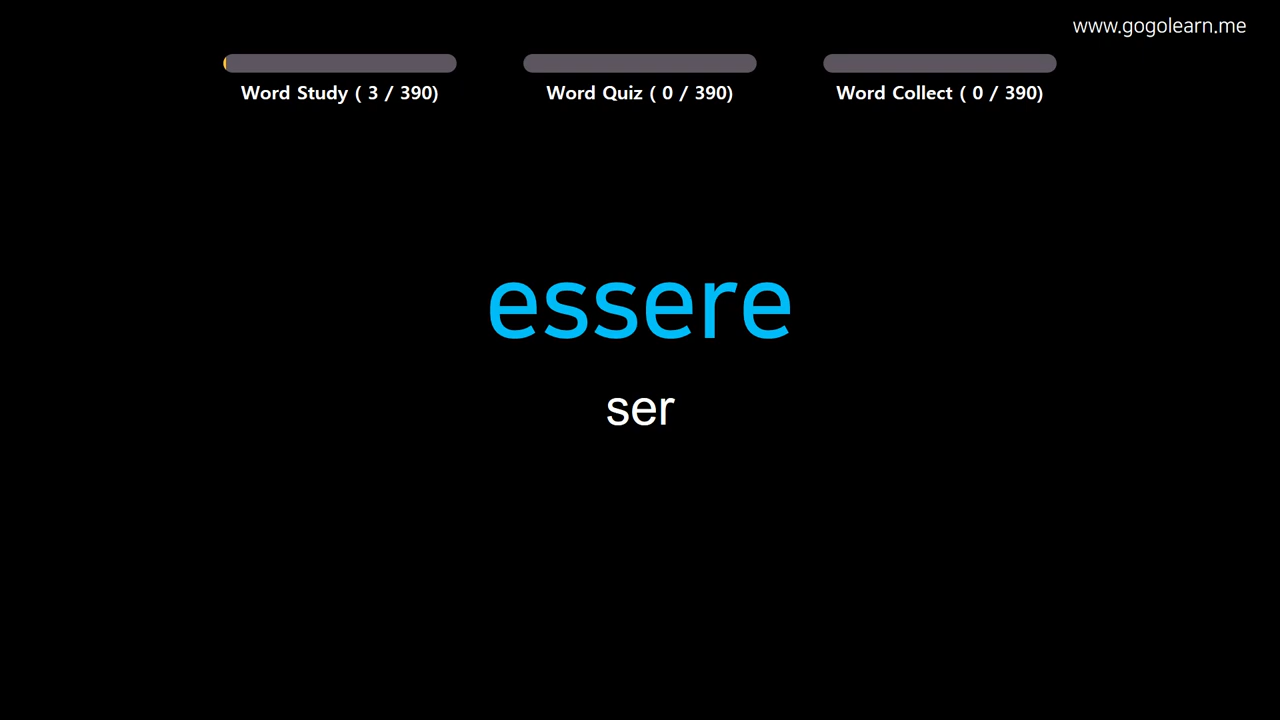 www.gogolearn.me
Word Study ( 3 / 390)
Word Quiz ( 0 / 390)
Word Collect ( 0 / 390)
essere
ser